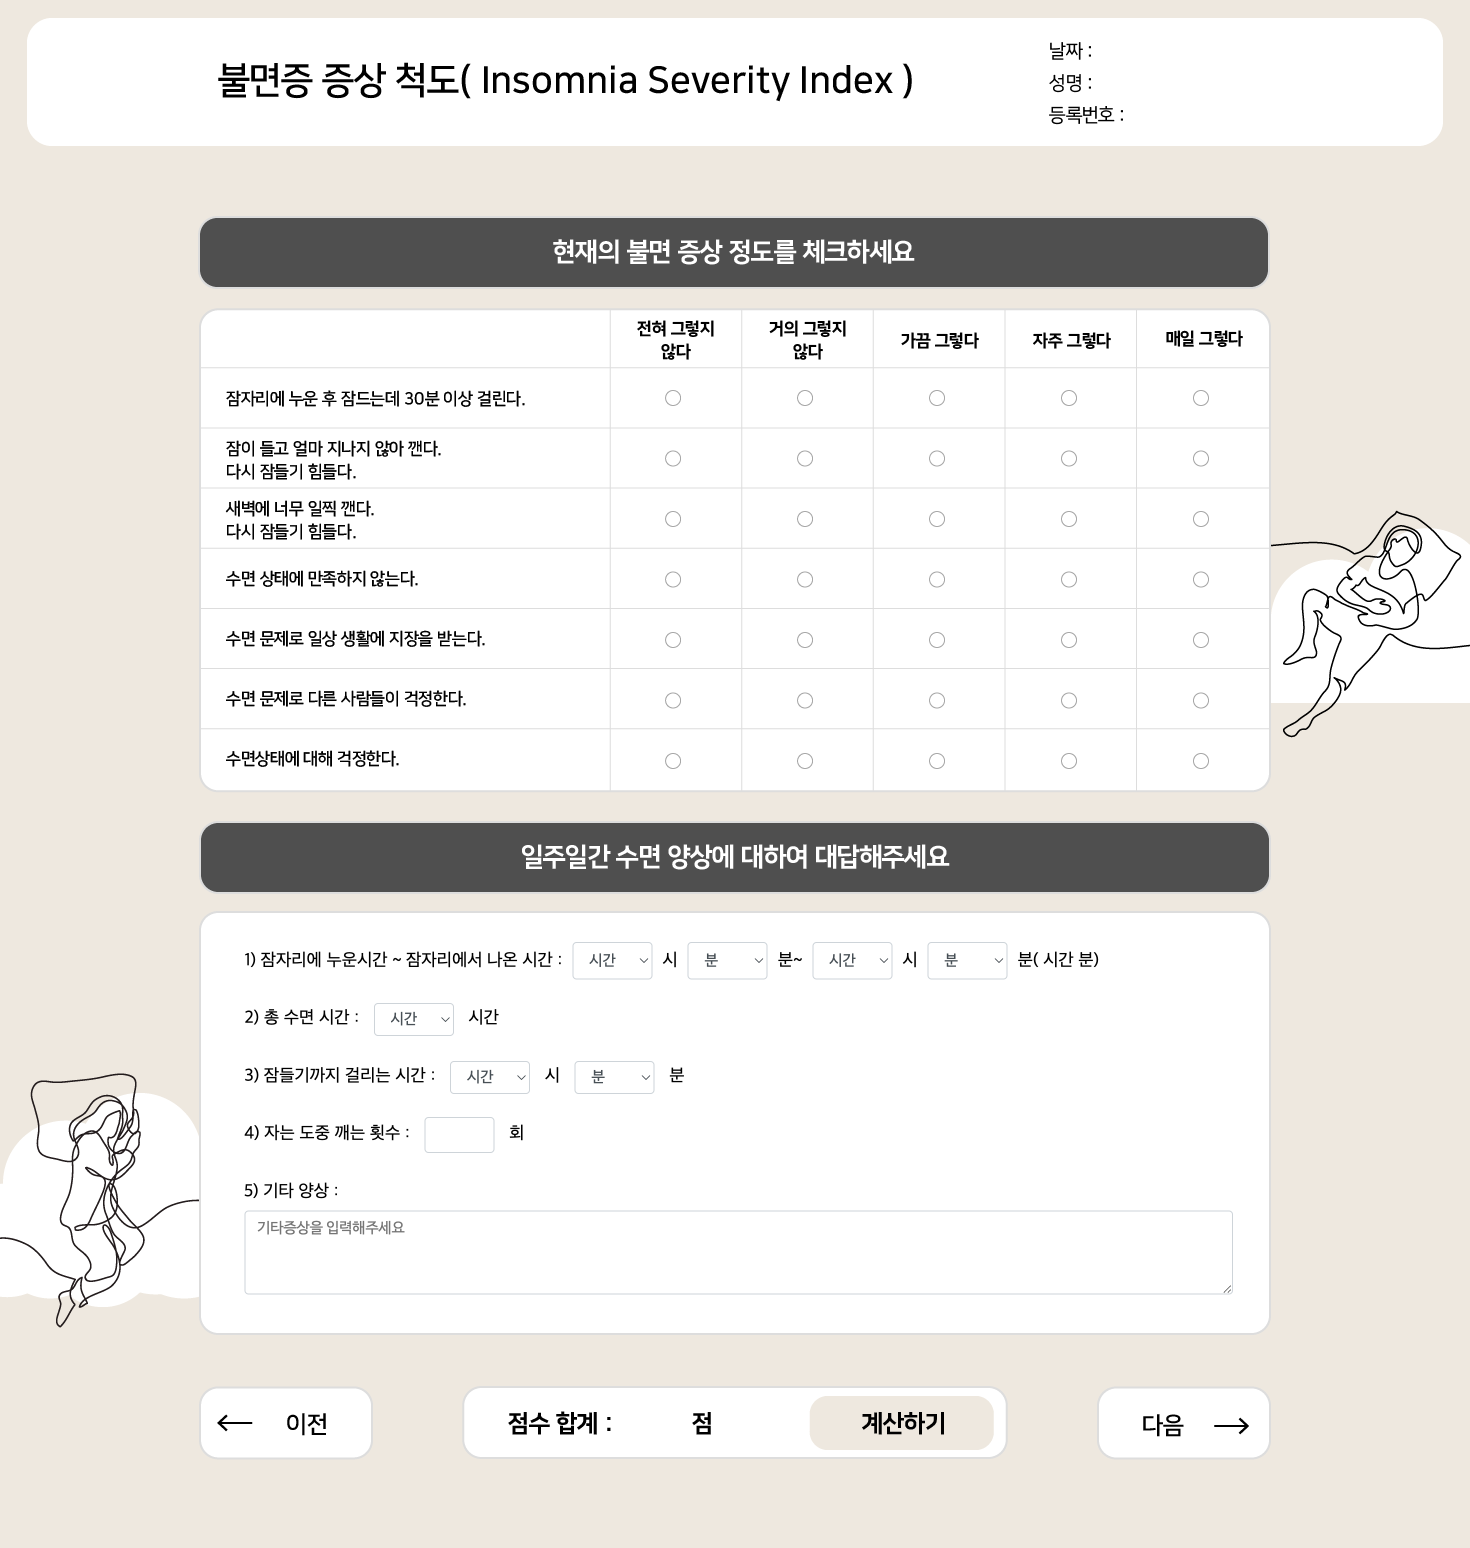 불면증 증상 척도( Insomnia Severity Index )
날짜 :
성명 :
등록번호 :
현재의 불면 증상 정도를 체크하세요
전혀 그렇지
않다
거의 그렇지
않다
가끔 그렇다
자주 그렇다
매일 그렇다
잠자리에 누운 후 잠드는데 30분 이상 걸린다.
잠이 들고 얼마 지나지 않아 깬다.
다시 잠들기 힘들다.
새벽에 너무 일찍 깬다.
다시 잠들기 힘들다.
수면 상태에 만족하지 않는다.
수면 문제로 일상 생활에 지장을 받는다.
수면 문제로 다른 사람들이 걱정한다.
수면상태에 대해 걱정한다.
일주일간 수면 양상에 대하여 대답해주세요
1) 잠자리에 누운시간 ~ 잠자리에서 나온 시간 : 시간 시 분 분~ 시간 시 분 분( 시간 분)
2) 총 수면 시간 : 시간 시간
3) 잠들기까지 걸리는 시간 : 시간 시 분 분
4) 자는 도중 깨는 횟수 : 회
5) 기타 양상 :
기타증상을 입력해주세요
이전
점수 합계 : 점
계산하기
다음